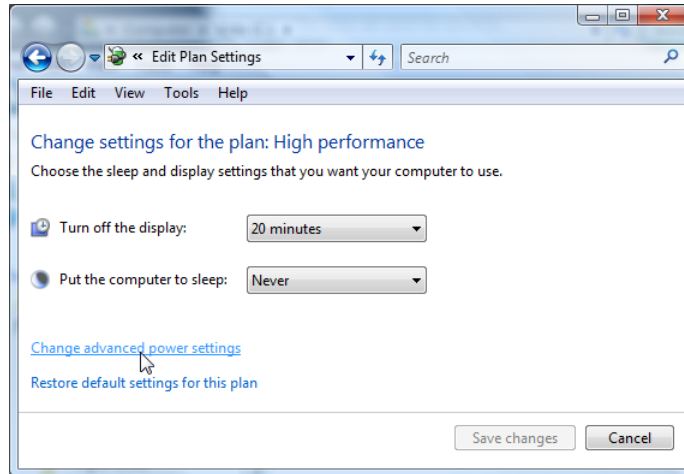 « Edit Plan Settings
Search
File Edit View Tools Help
Change settings for the plan: High performance
Choose the sleep and display settings that you want your computer to use.
Turn off the display: 20 minutes
Put the computer to sleep: Never
Change advanced power settings
Restore default settings for this plan
Save changes Cancel